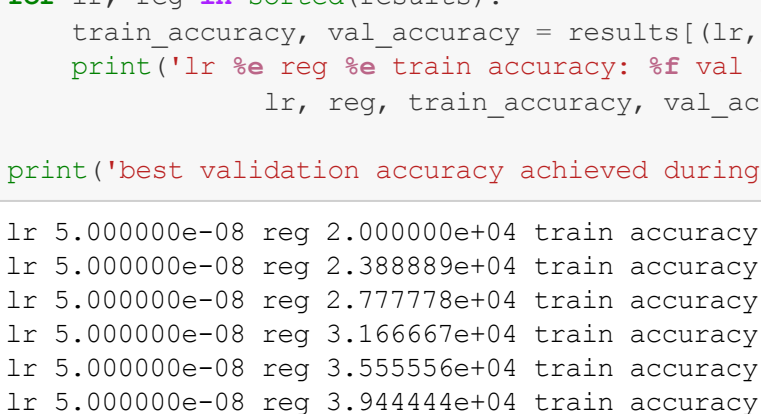 for lr, reg in sorted(results):
train_accuracy, val_accuracy = results[(lr,
print('lr %e reg %e train accuracy: %f val
lr, reg, train_accuracy, val_ac
print('best validation accuracy achieved during
lr 5.000000e-08 reg 2.000000e+04 train accuracy
lr 5.000000e-08 reg 2.388889e+04 train accuracy
lr 5.000000e-08 reg 2.777778e+04 train accuracy
lr 5.000000e-08 reg 3.166667e+04 train accuracy
lr 5.000000e-08 reg 3.555556e+04 train accuracy
lr 5.000000e-08 reg 3.944444e+04 train accuracy